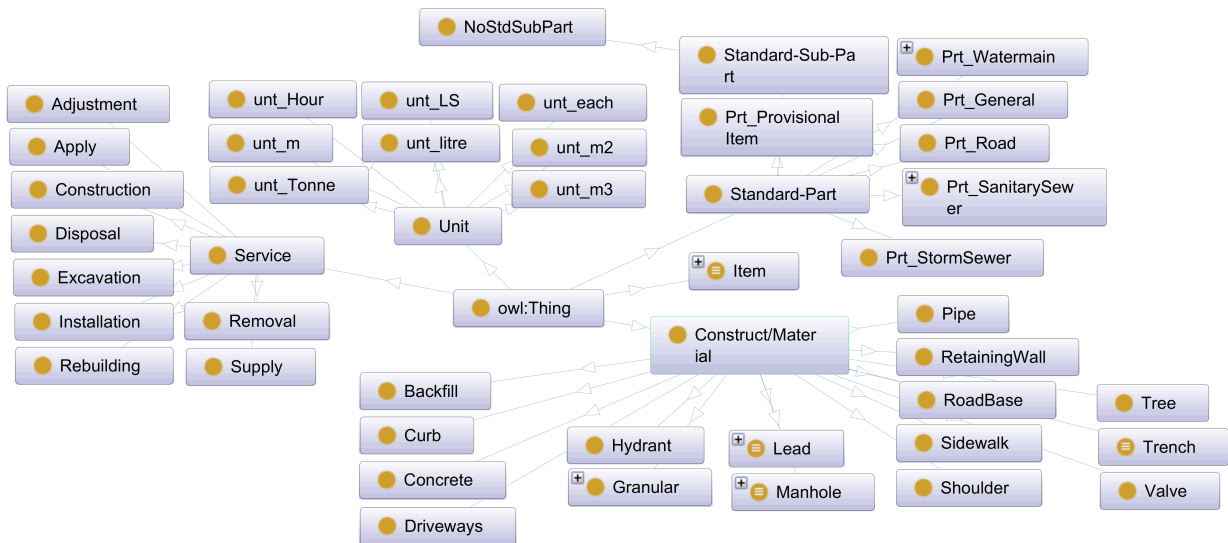 NoStdSubPart
Standard-Sub-Pa
rt
Prt_Watermain
Adjustment
unt_Hour
unt_LS
unt_each
Prt_General
Prt_Provisional
Item
Apply
unt_m
unt_litre
unt_m2
Prt_Road
Construction
unt_Tonne
unt_m3
Standard-Part
Prt_SanitarySew
er
Disposal
Unit
Service
Prt_StormSewer
Excavation
Item
owl:Thing
Installation
Removal
Construct/Mater
ial
Pipe
Rebuilding
Supply
RetainingWall
Backfill
RoadBase
Tree
Curb
Hydrant
Lead
Sidewalk
Trench
Concrete
Granular
Manhole
Shoulder
Valve
Driveways